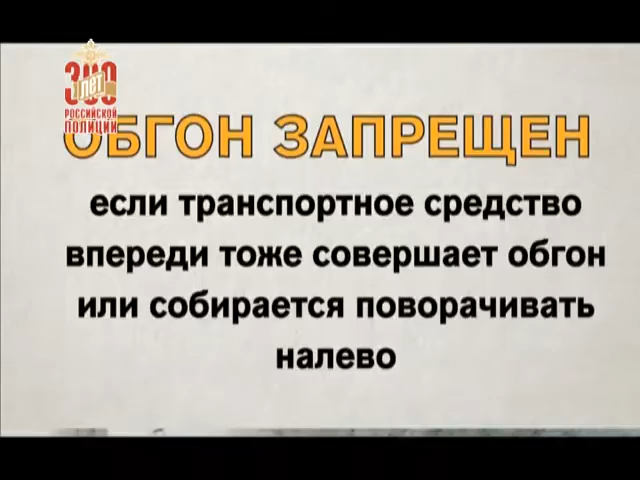 300
ЛЕТ
РОССИЙСКОЙ
ПОЛИЦИИ
ОБГОН ЗАПРЕЩЕН
если транспортное средство
впереди тоже совершает обгон
или собирается поворачивать
налево